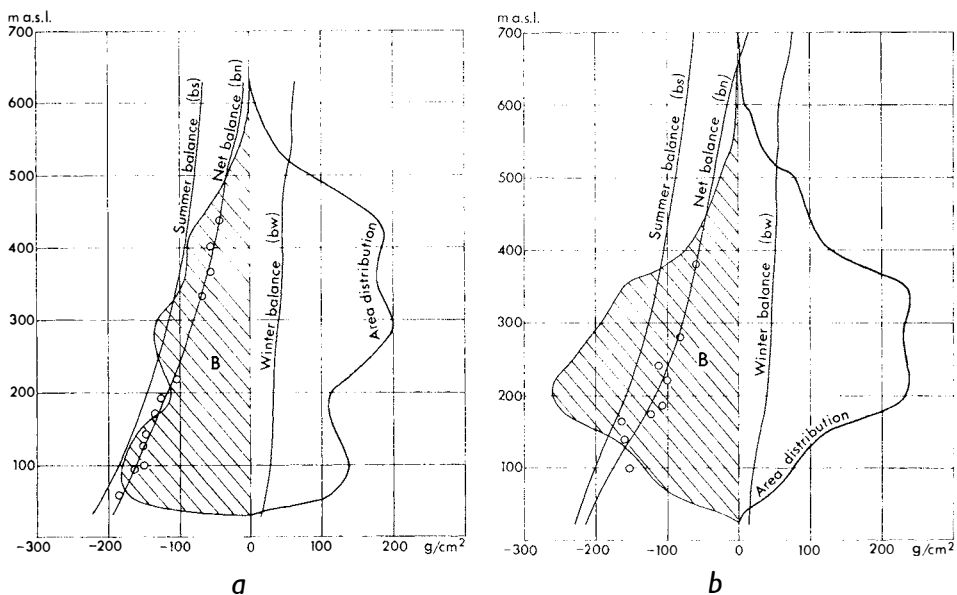 m a.s.l.
700
600
500
400
300
200
100
-300
-200
-100
0
100
200
g/cm²
Summer balance (bs)
Net balance (bn)
Winter balance (bw)
Area distribution
B
a
m a.s.l.
700
600
500
400
300
200
100
-300
-200
-100
0
100
200
g/cm²
Summer balance (bs)
Net balance (bn)
Winter balance (bw)
Area distribution
B
b